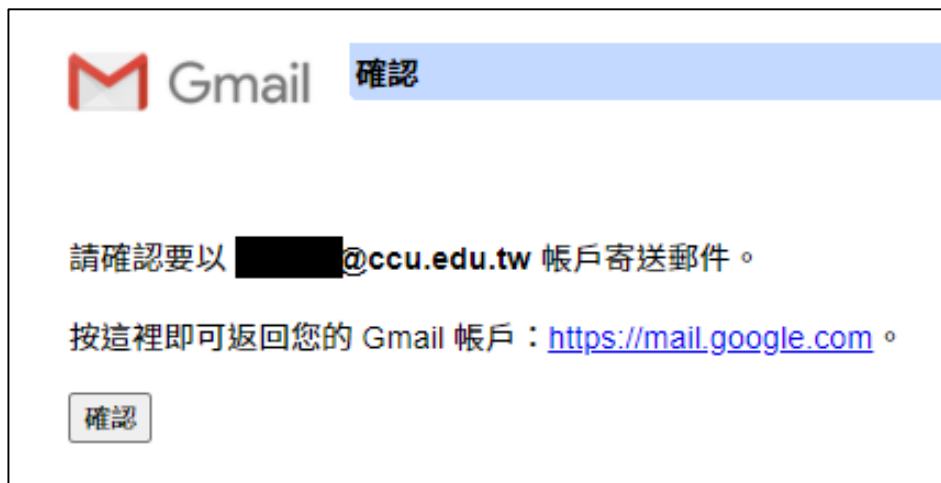 Gmail 確認
請確認要以 @ccu.edu.tw 帳戶寄送郵件。
按這裡即可返回您的 Gmail 帳戶：https://mail.google.com。
確認